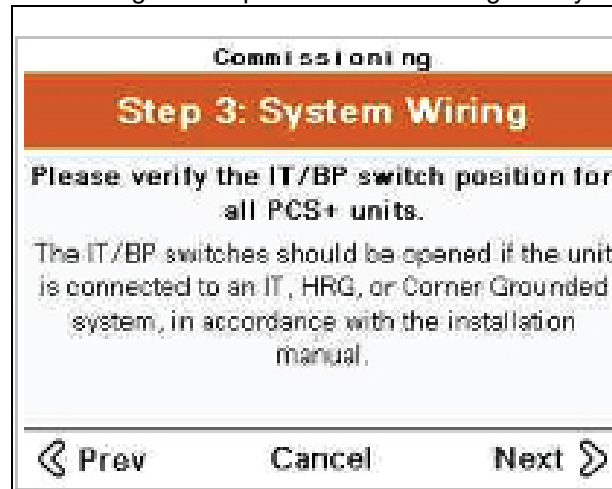 Commissioning
Step 3: System Wiring
Please verify the IT/BP switch position for
all PCS+ units.
The IT/BP switches should be opened if the unit
is connected to an IT, HRG, or Corner Grounded
system, in accordance with the installation
manual.
Prev Cancel Next